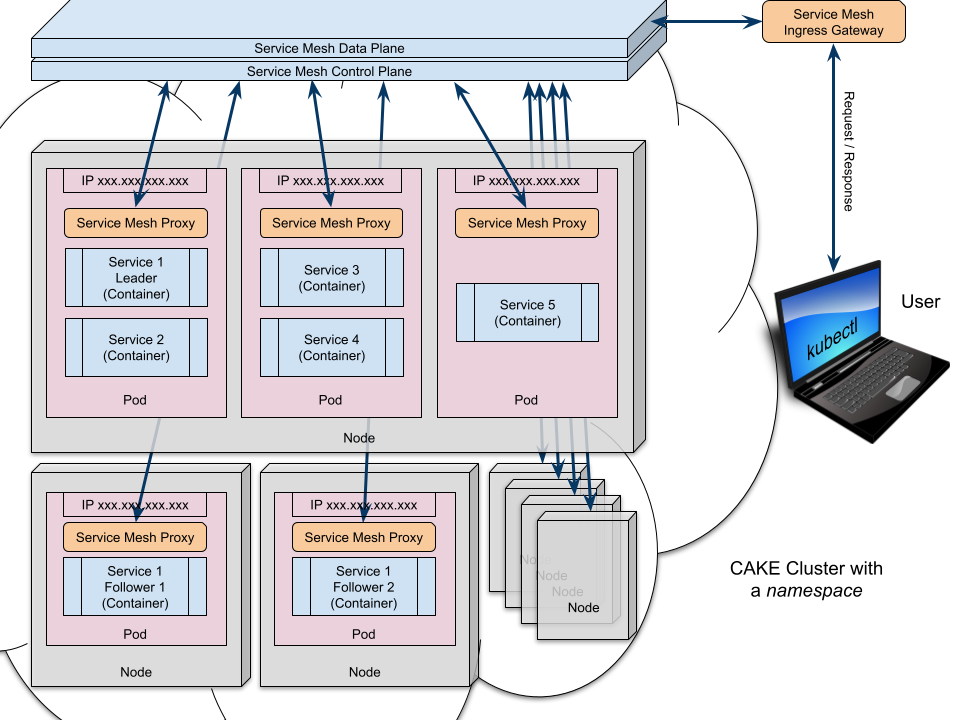 Service Mesh
Ingress Gateway
Service Mesh Data Plane
Service Mesh Control Plane
Request / Response
IP xxx.xxx.xxx.xxx
IP xxx.xxx.xxx.xxx
IP xxx.xxx.xxx.xxx
Service Mesh Proxy
Service Mesh Proxy
Service Mesh Proxy
Service 1
Leader
(Container)
Service 3
(Container)
Service 5
(Container)
Service 2
(Container)
Service 4
(Container)
Pod
Pod
Pod
Node
User
kubectl
IP xxx.xxx.xxx.xxx
IP xxx.xxx.xxx.xxx
Service Mesh Proxy
Service Mesh Proxy
Service 1
Follower 1
(Container)
Service 1
Follower 2
(Container)
Pod
Pod
Node
Node
Node
Node
Node
Node
CAKE Cluster with
a namespace